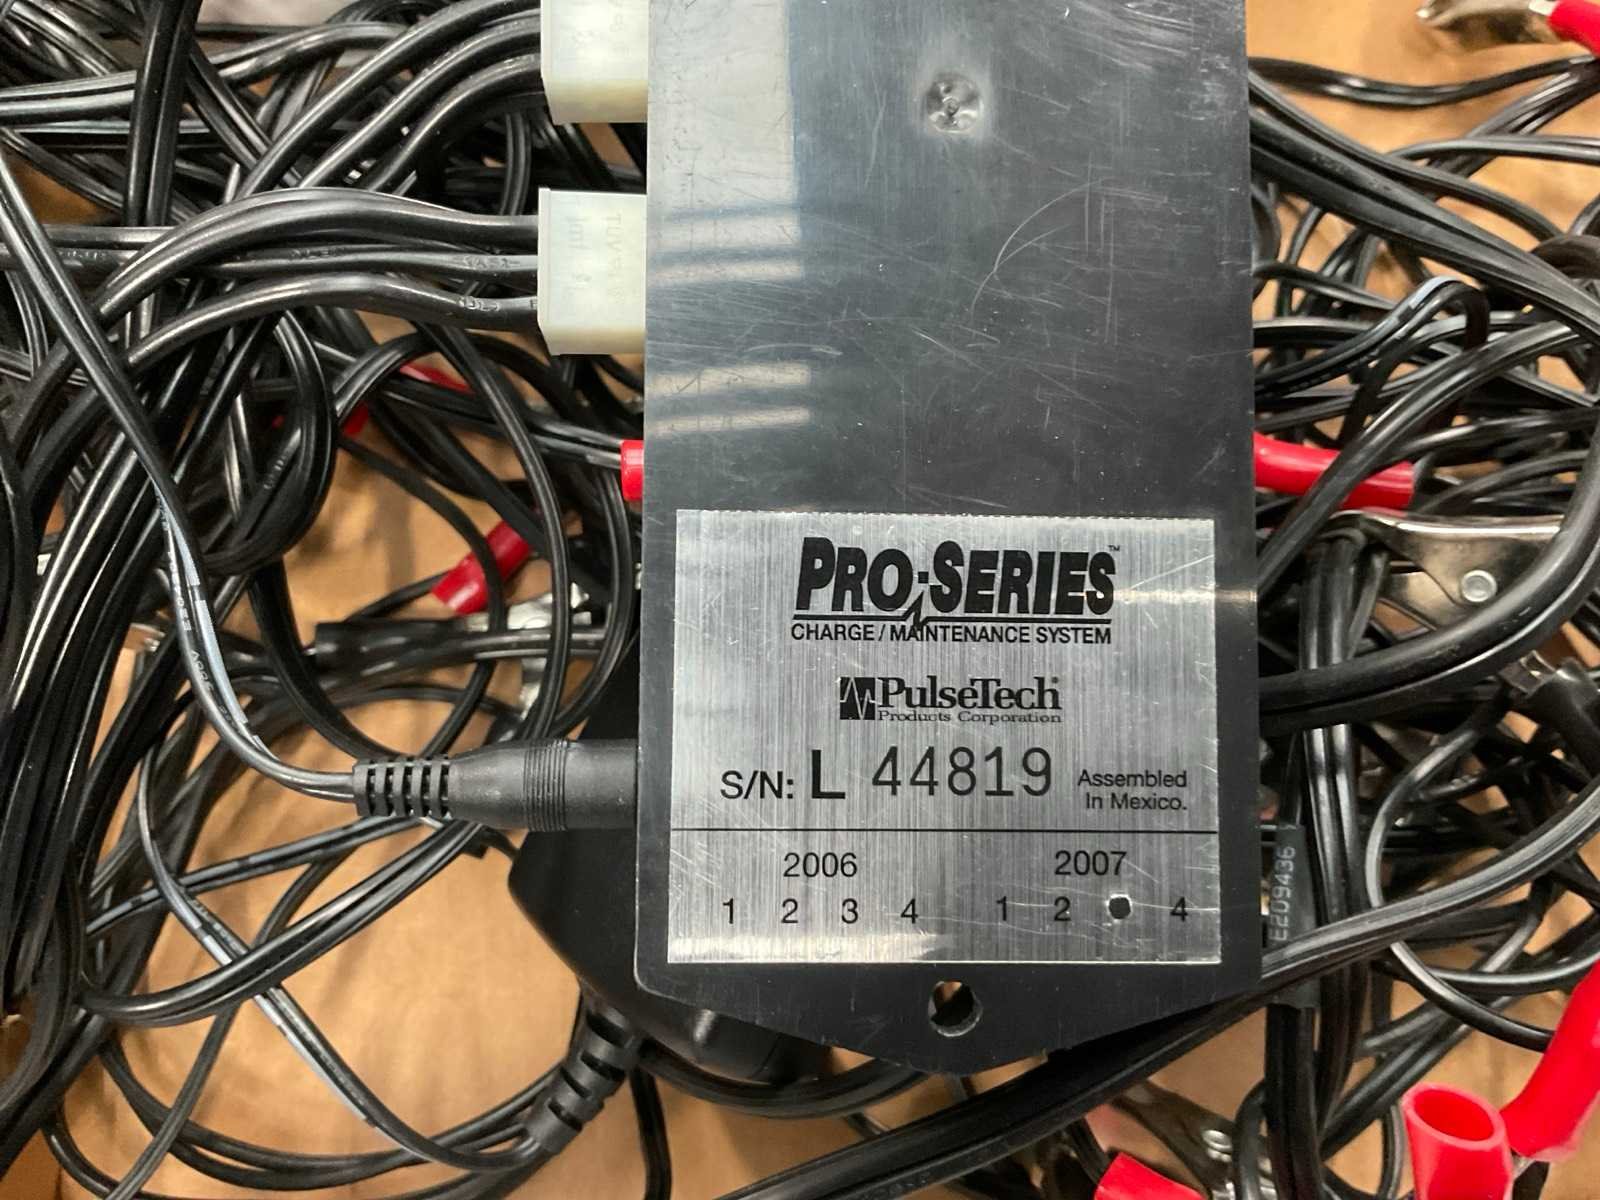 PRO-SERIES™
CHARGE / MAINTENANCE SYSTEM
PulseTech®
Products Corporation
S/N: L 44819
Assembled
In Mexico.
2006 2007
1 2 3 4 1 2 4
E209436